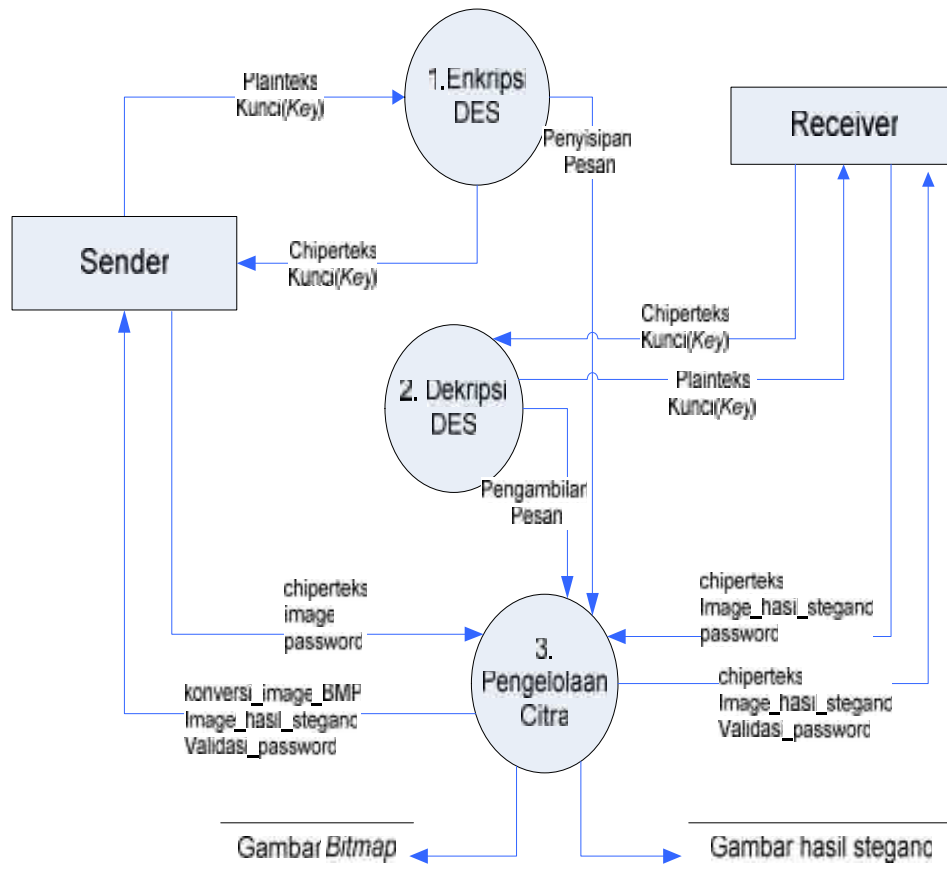 Plainteks
Kunci(Key)
1.Enkripsi
DES
Penyisipan
Pesan
Receiver
Sender
Chiperteks
Kunci(Key)
Chiperteks
Kunci(Key)
2. Dekripsi
DES
Plainteks
Kunci(Key)
Pengambilan
Pesan
chiperteks
image
password
chiperteks
Image_hasil_stegano
password
3.
Pengelolaan
Citra
konversi_image_BMP
Image_hasil_stegano
Validasi_password
chiperteks
Image_hasil_stegano
Validasi_password
Gambar Bitmap
Gambar hasil stegano